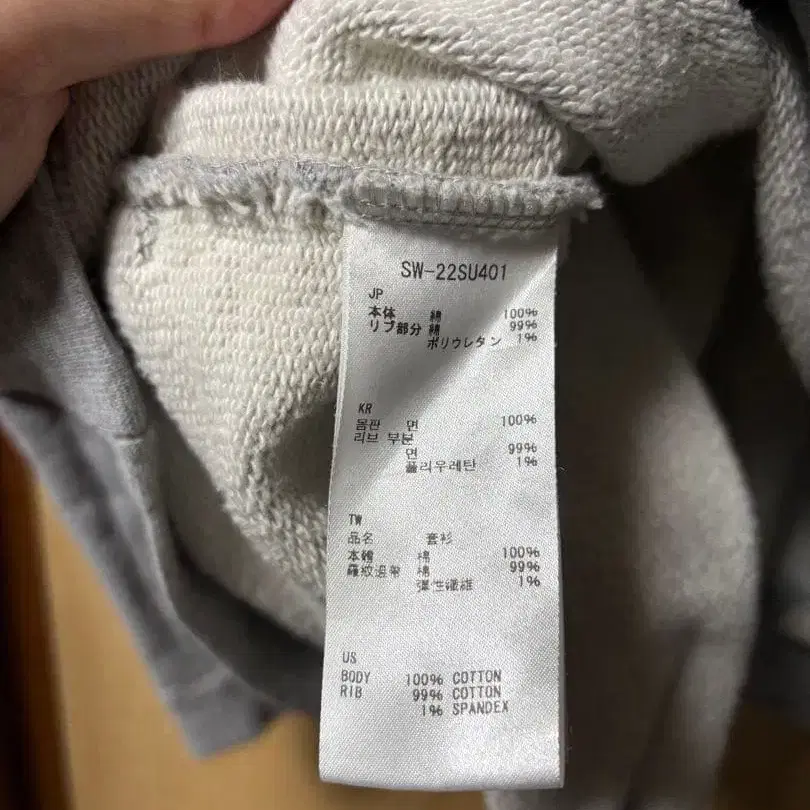 SW-22SU401
JP
本体 綿 100%
リブ部分 綿 99%
ポリウレタン 1%
KR
몸판 면 100%
리브 부분
면 99%
폴리우레탄 1%
TW
品名 套衫
本體 棉 100%
羅紋邊幕 棉 99%
彈性纖維 1%
US
BODY 100% COTTON
RIB 99% COTTON
1% SPANDEX